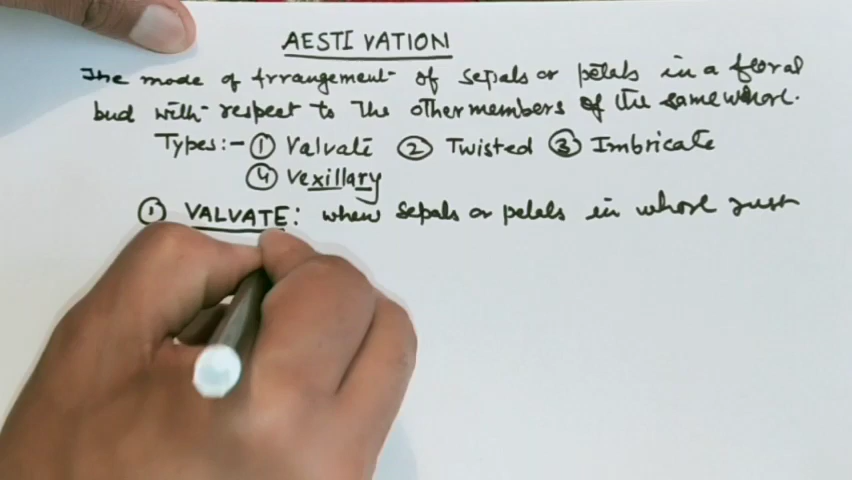 AESTIVATION
The mode of arrangement of sepals or petals in a floral
bud with respect to the other members of the same whorl.
Types:- ① Valvate ② Twisted ③ Imbricate
④ Vexillary
① VALVATE: when sepals or petals in whorl just